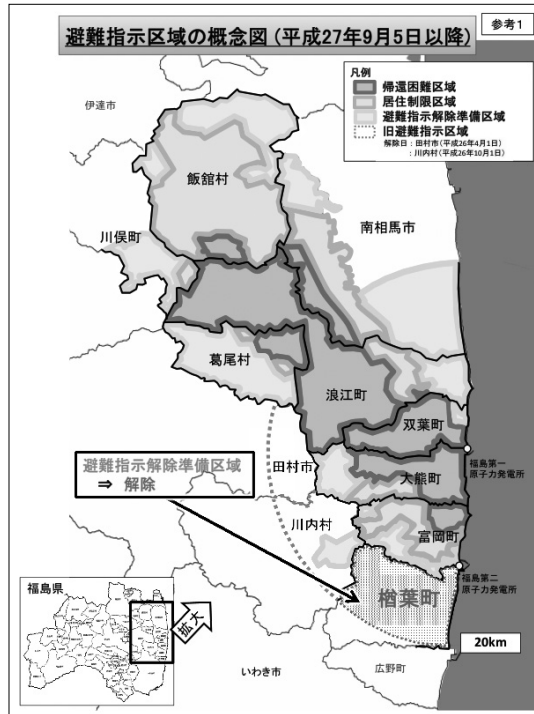 参考1
避難指示区域の概念図(平成27年9月5日以降)
凡例
帰還困難区域
居住制限区域
避難指示解除準備区域
旧避難指示区域
解除日:田村市(平成26年4月1日)
:川内村(平成26年10月1日)
伊達市
飯舘村
川俣町
南相馬市
葛尾村
浪江町
双葉町
福島第一
原子力発電所
大熊町
避難指示解除準備区域
⇒ 解除
田村市
川内村
富岡町
福島第二
原子力発電所
楢葉町
福島県
拡大
20km
いわき市
広野町